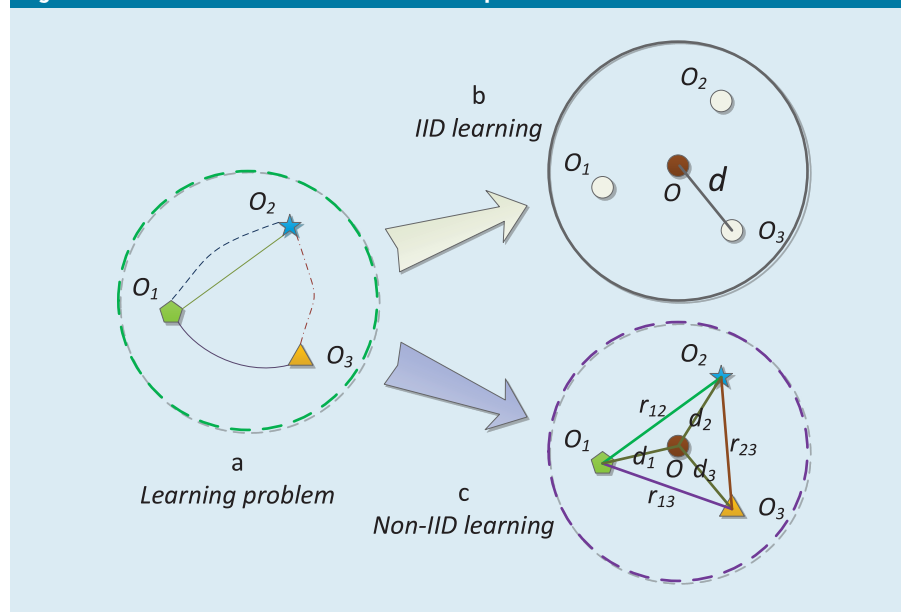 b
IID learning
O₂
O₁
O
d
O₃
O₂
O₁
O₃
a
Learning problem
c
Non-IID learning
O₂
r₁₂
d₂
O₁
r₂₃
d₁
O
d₃
r₁₃
O₃